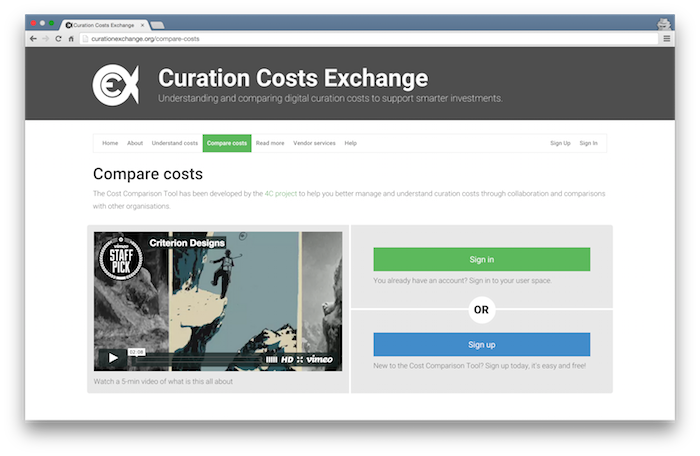 Curation Costs Exchange
curationexchange.org/compare-costs
Curation Costs Exchange
Understanding and comparing digital curation costs to support smarter investments.
Home About Understand costs Compare costs Read more Vendor services Help Sign Up Sign In
Compare costs
The Cost Comparison Tool has been developed by the 4C project to help you better manage and understand curation costs through collaboration and comparisons
with other organisations.
vimeo
STAFF
PICK
Criterion Designs
02:08
HD vimeo
Watch a 5-min video of what is this all about
Sign in
You already have an account? Sign in to your user space.
OR
Sign up
New to the Cost Comparison Tool? Sign up today, it's easy and free!